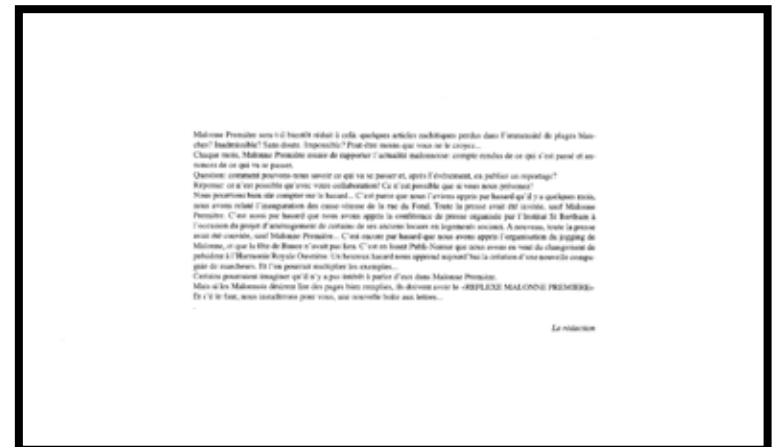 Malonne Première sera-t-il bientôt réduit à celà: quelques articles rachitiques perdus dans l'immensité de plages blan-
ches? Inadmissible? Sans doute. Impossible? Peut-être moins que vous ne le croyez...
Chaque mois, Malonne Première essaie de rapporter l'actualité malonnoise: compte rendus de ce qui s'est passé et an-
nonces de ce qui va se passer.
Question: comment pouvons-nous savoir ce qui va se passer et, après l'événement, en publier un reportage?
Réponse: ce n'est possible qu'avec votre collaboration! Ce n'est possible que si vous nous prévenez!
Nous pourrions bien sûr compter sur le hasard... C'est parce que nous l'avions appris par hasard qu'il y a quelques mois,
nous avons relaté l'inauguration des casse-vitesse de la rue du Fond. Toute la presse avait été invitée, sauf Malonne
Première. C'est aussi par hasard que nous avons appris la conférence de presse organisée par l'Institut St Berthuin à
l'occasion du projet d'aménagement de certains de ses anciens locaux en logements sociaux. A nouveau, toute la presse
avait été conviée, sauf Malonne Première... C'est encore par hasard que nous avons appris l'organisation du jogging de
Malonne, et que la fête de Basse n'avait pas lieu. C'est en lisant Publi-Namur que nous avons eu vent du changement de
président à l'Harmonie Royale Ouvrière. Un heureux hasard nous apprend aujourd'hui la création d'une nouvelle compa-
gnie de marcheurs. Et l'on pourrait multiplier les exemples...
Certains pourraient imaginer qu'il n'y a pas intérêt à parler d'eux dans Malonne Première.
Mais si les Malonnois désirent lire des pages bien remplies, ils doivent avoir le «REFLEXE MALONNE PREMIERE»
Et s'il le faut, nous installerons pour vous, une nouvelle boîte aux lettres...
La rédaction